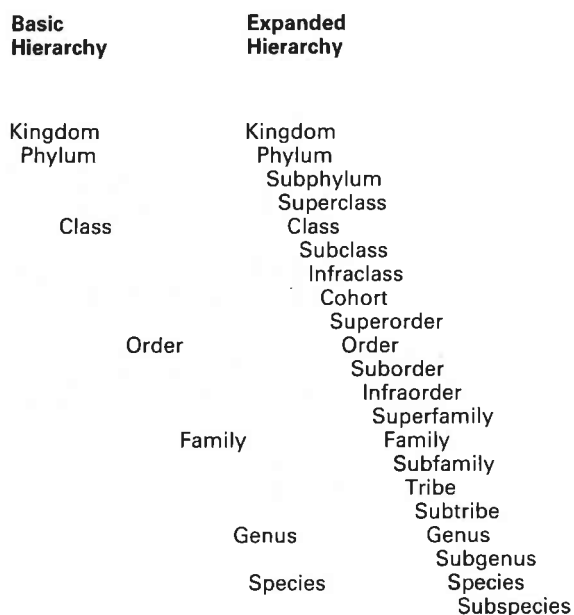 Basic Expanded
Hierarchy Hierarchy
Kingdom Kingdom
Phylum Phylum
Subphylum
Superclass
Class Class
Subclass
Infraclass
Cohort
Superorder
Order Order
Suborder
Infraorder
Superfamily
Family Family
Subfamily
Tribe
Subtribe
Genus Genus
Subgenus
Species Species
Subspecies